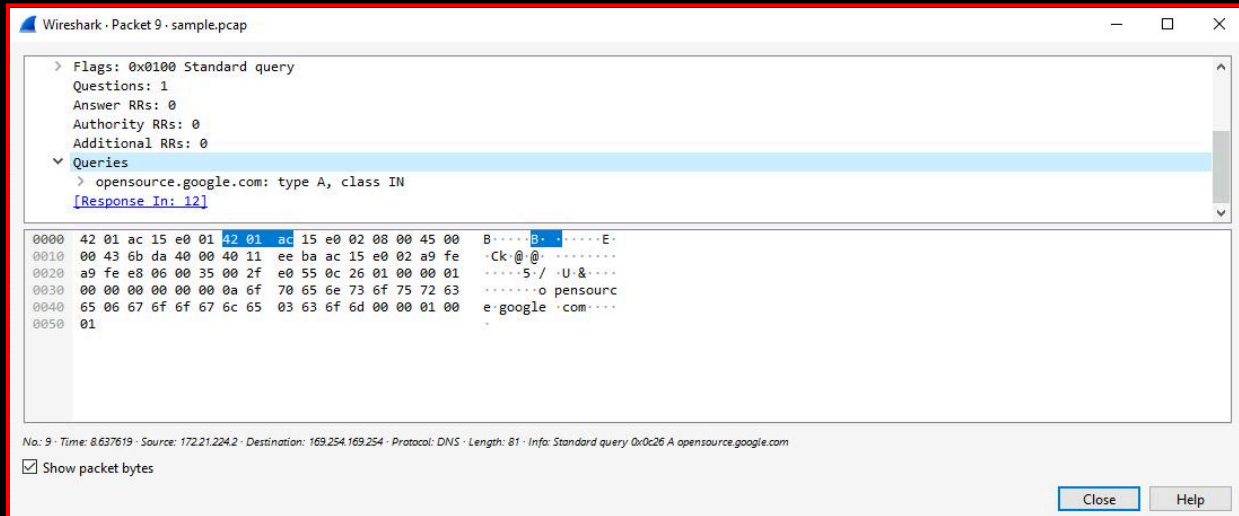 Wireshark · Packet 9 · sample.pcap
Flags: 0x0100 Standard query
Questions: 1
Answer RRs: 0
Authority RRs: 0
Additional RRs: 0
Queries
opensource.google.com: type A, class IN
[Response In: 12]
0000 42 01 ac 15 e0 01 42 01 ac 15 e0 02 08 00 45 00 B·····B· ······E·
0010 00 43 6b da 40 00 40 11 ee ba ac 15 e0 02 a9 fe ·Ck·@·@· ········
0020 a9 fe e8 06 00 35 00 2f e0 55 0c 26 01 00 00 01 ·····5·/ ·U·&····
0030 00 00 00 00 00 00 0a 6f 70 65 6e 73 6f 75 72 63 ·······o pensourc
0040 65 06 67 6f 6f 67 6c 65 03 63 6f 6d 00 00 01 00 e·google ·com····
0050 01 ·
No.: 9 · Time: 8.637619 · Source: 172.21.224.2 · Destination: 169.254.169.254 · Protocol: DNS · Length: 81 · Info: Standard query 0x0c26 A opensource.google.com
Show packet bytes
Close Help